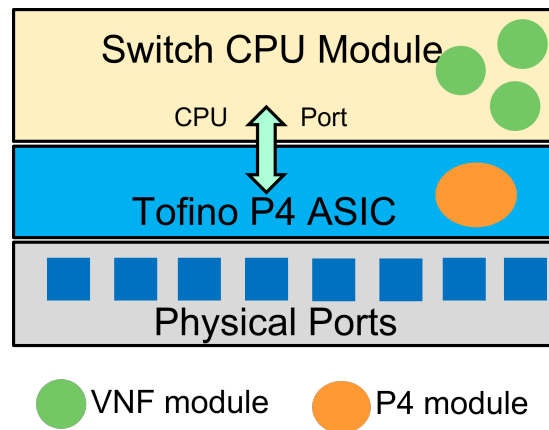 Switch CPU Module
CPU Port
Tofino P4 ASIC
Physical Ports
VNF module P4 module